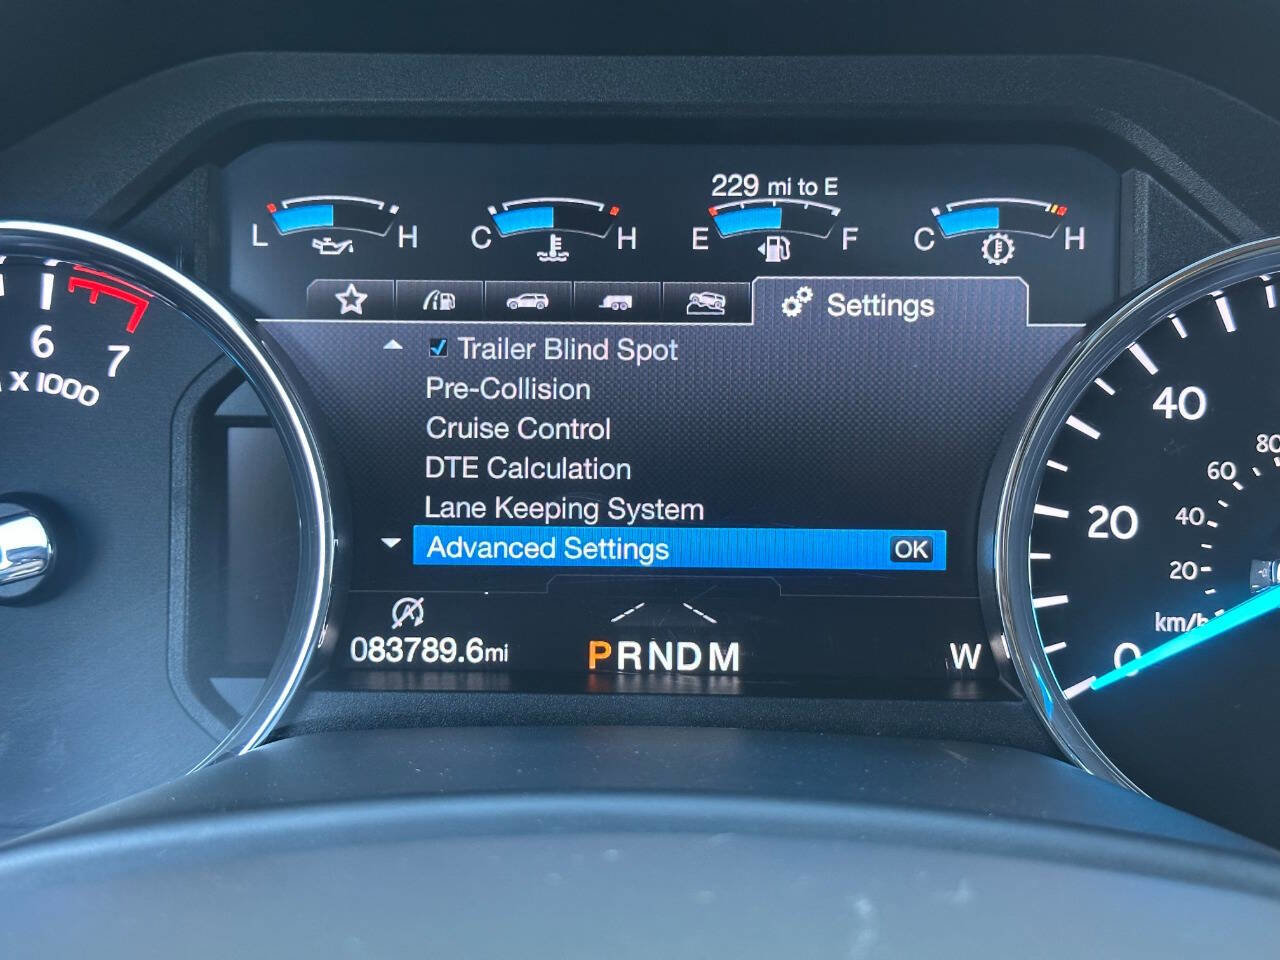 229 mi to E
L H C H E F C H
Settings
Trailer Blind Spot
Pre-Collision
Cruise Control
DTE Calculation
Lane Keeping System
Advanced Settings OK
083789.6mi
PRNDM
W
6
7
X 1000
40
20
0
80
60
40
20
km/h